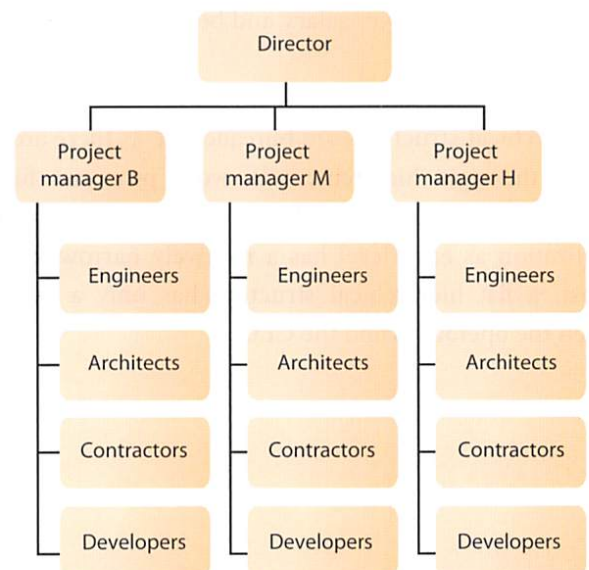 Director
Project
manager B
Project
manager M
Project
manager H
Engineers
Engineers
Engineers
Architects
Architects
Architects
Contractors
Contractors
Contractors
Developers
Developers
Developers